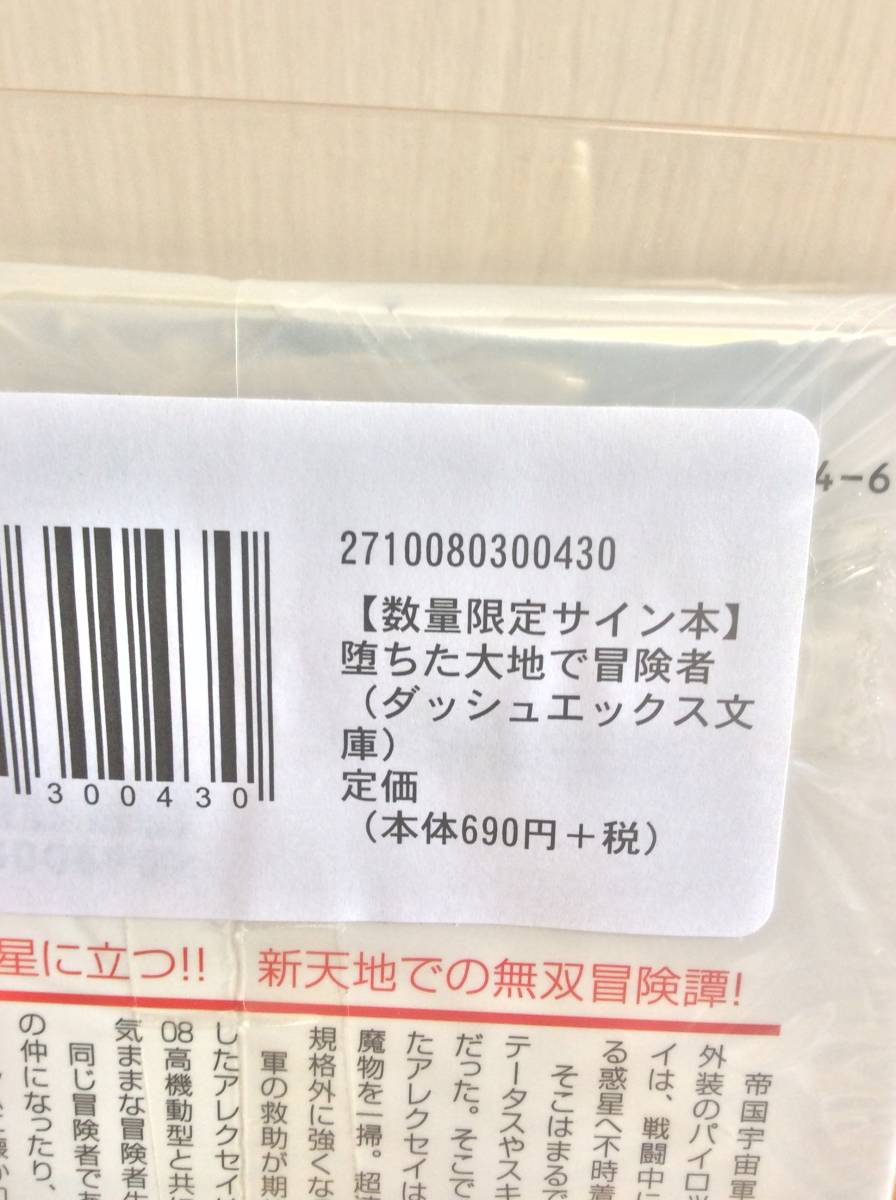 4-6
2710080300430
【数量限定サイン本】
堕ちた大地で冒険者
（ダッシュエックス文
庫）
定価
（本体690円＋税）
300430
星に立つ!! 新天地での無双冒険譚!
帝国宇宙軍
外装のパイロッ
イは、戦闘中に
る惑星へ不時着
そこはまるで
テータスやスキ
だった。そこで
たアレクセイは
魔物を一掃。超
規格外に強くな
軍の救助が期
したアレクセイは
08高機動型と共に
気ままな冒険者生
同じ冒険者であ
の仲になったり、